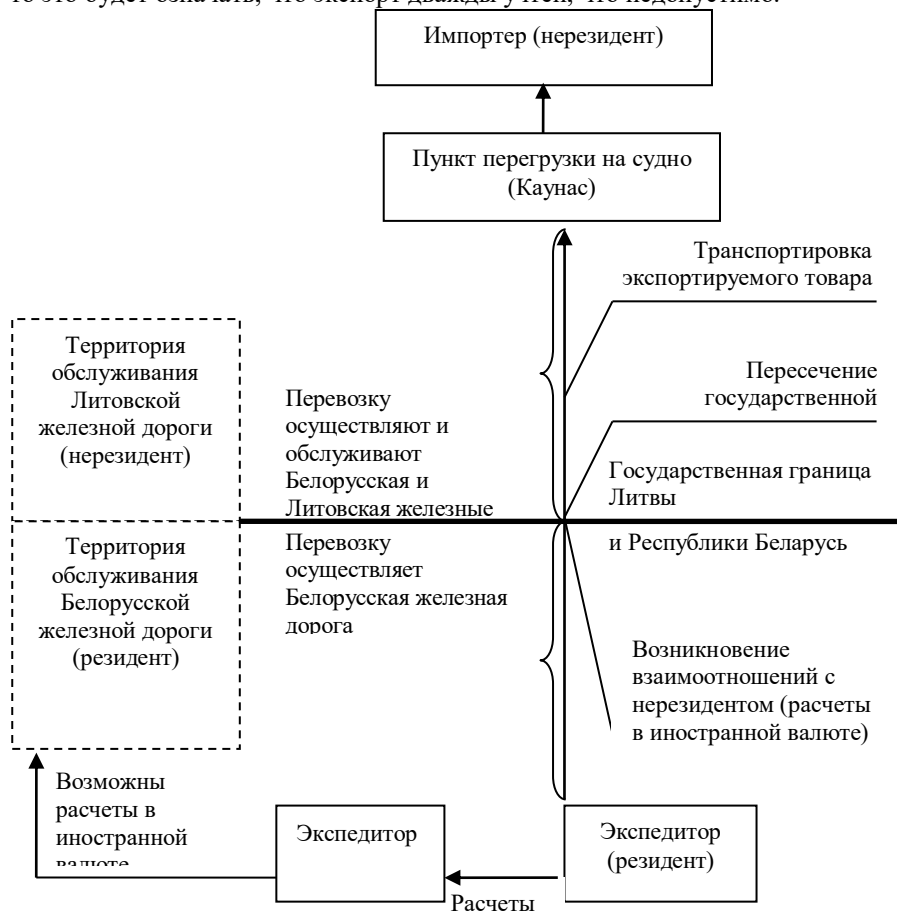 Импортер (нерезидент)
Пункт перегрузки на судно
(Каунас)
Транспортировка
экспортируемого товара
Территория
обслуживания
Литовской
железной дороги
(нерезидент)
Перевозку
осуществляют и
обслуживают
Белорусская и
Литовская железные
Пересечение
государственной
Государственная граница
Литвы
и Республики Беларусь
Территория
обслуживания
Белорусской
железной дороги
(резидент)
Перевозку
осуществляет
Белорусская железная
дорога
Возникновение
взаимоотношений с
нерезидентом (расчеты
в иностранной валюте)
Возможны
расчеты в
иностранной
валюте
Экспедитор
Экспедитор
(резидент)
Расчеты